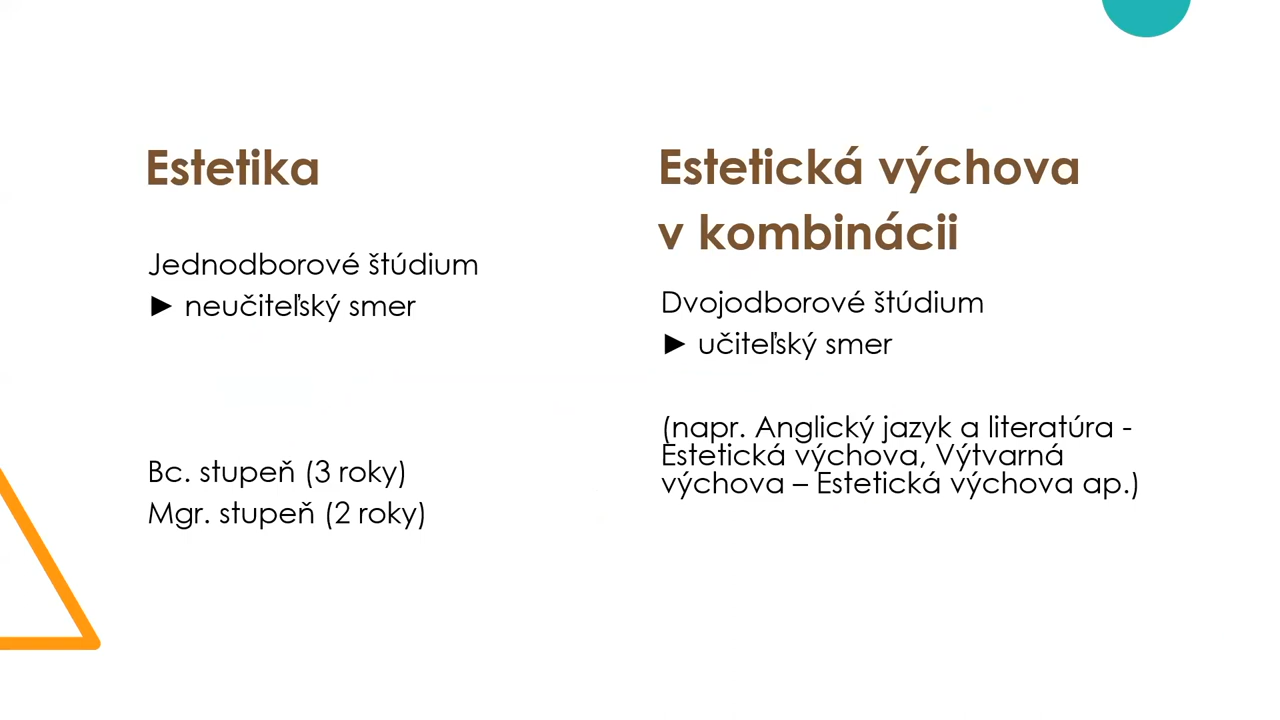 Estetika
Jednodborové štúdium
► neučiteľský smer
Bc. stupeň (3 roky)
Mgr. stupeň (2 roky)
Estetická výchova
v kombinácii
Dvojodborové štúdium
► učiteľský smer
(napr. Anglický jazyk a literatúra -
Estetická výchova, Výtvarná
výchova – Estetická výchova ap.)